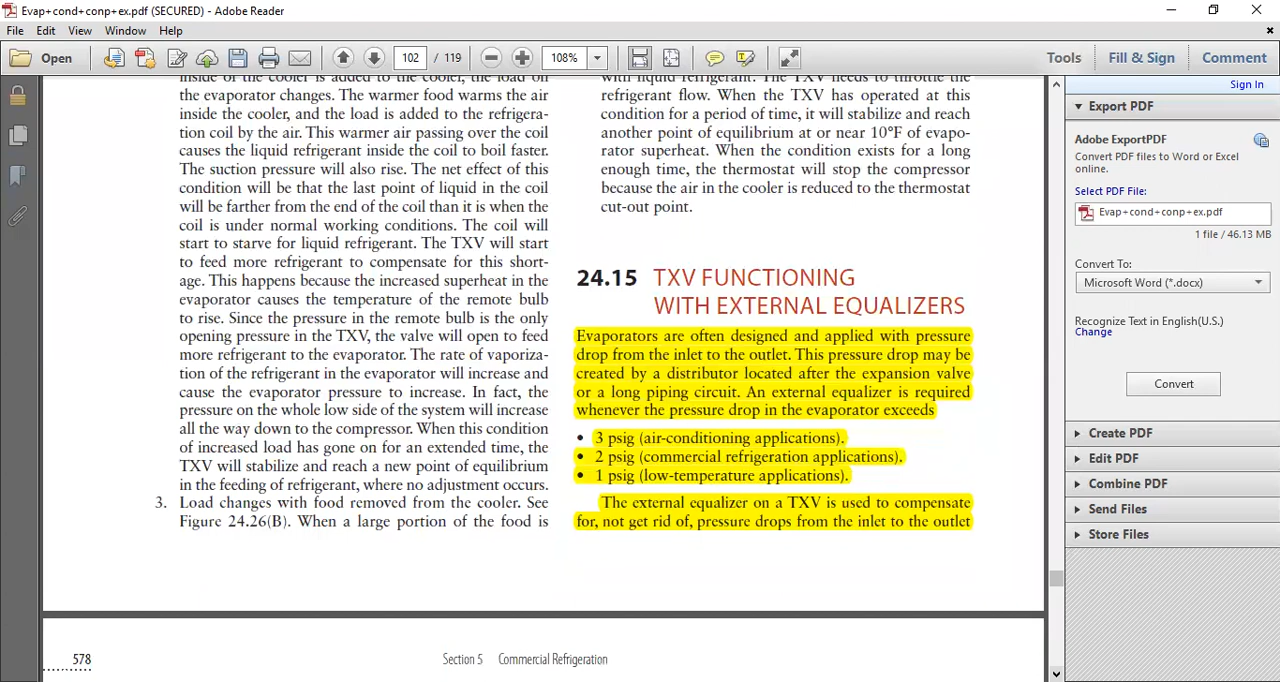 Evap+cond+conp+ex.pdf (SECURED) - Adobe Reader
File Edit View Window Help
Open 102 / 119 108% Tools Fill & Sign Comment
inside of the cooler is added to the cooler, the load on
the evaporator changes. The warmer food warms the air
inside the cooler, and the load is added to the refrigera-
tion coil by the air. This warmer air passing over the coil
causes the liquid refrigerant inside the coil to boil faster.
The suction pressure will also rise. The net effect of this
condition will be that the last point of liquid in the coil
will be farther from the end of the coil than it is when the
coil is under normal working conditions. The coil will
start to starve for liquid refrigerant. The TXV will start
to feed more refrigerant to compensate for this short-
age. This happens because the increased superheat in the
evaporator causes the temperature of the remote bulb
to rise. Since the pressure in the remote bulb is the only
opening pressure in the TXV, the valve will open to feed
more refrigerant to the evaporator. The rate of vaporiza-
tion of the refrigerant in the evaporator will increase and
cause the evaporator pressure to increase. In fact, the
pressure on the whole low side of the system will increase
all the way down to the compressor. When this condition
of increased load has gone on for an extended time, the
TXV will stabilize and reach a new point of equilibrium
in the feeding of refrigerant, where no adjustment occurs.
3. Load changes with food removed from the cooler. See
Figure 24.26(B). When a large portion of the food is
with liquid refrigerant. The TXV needs to throttle the
refrigerant flow. When the TXV has operated at this
condition for a period of time, it will stabilize and reach
another point of equilibrium at or near 10°F of evapo-
rator superheat. When the condition exists for a long
enough time, the thermostat will stop the compressor
because the air in the cooler is reduced to the thermostat
cut-out point.
24.15 TXV FUNCTIONING
WITH EXTERNAL EQUALIZERS
Evaporators are often designed and applied with pressure
drop from the inlet to the outlet. This pressure drop may be
created by a distributor located after the expansion valve
or a long piping circuit. An external equalizer is required
whenever the pressure drop in the evaporator exceeds
• 3 psig (air-conditioning applications).
• 2 psig (commercial refrigeration applications).
• 1 psig (low-temperature applications).
The external equalizer on a TXV is used to compensate
for, not get rid of, pressure drops from the inlet to the outlet
578 Section 5 Commercial Refrigeration
Sign In
Export PDF
Adobe ExportPDF
Convert PDF files to Word or Excel
online.
Select PDF File:
Evap+cond+conp+ex.pdf
1 file / 46.13 MB
Convert To:
Microsoft Word (*.docx)
Recognize Text in English(U.S.)
Change
Convert
Create PDF
Edit PDF
Combine PDF
Send Files
Store Files